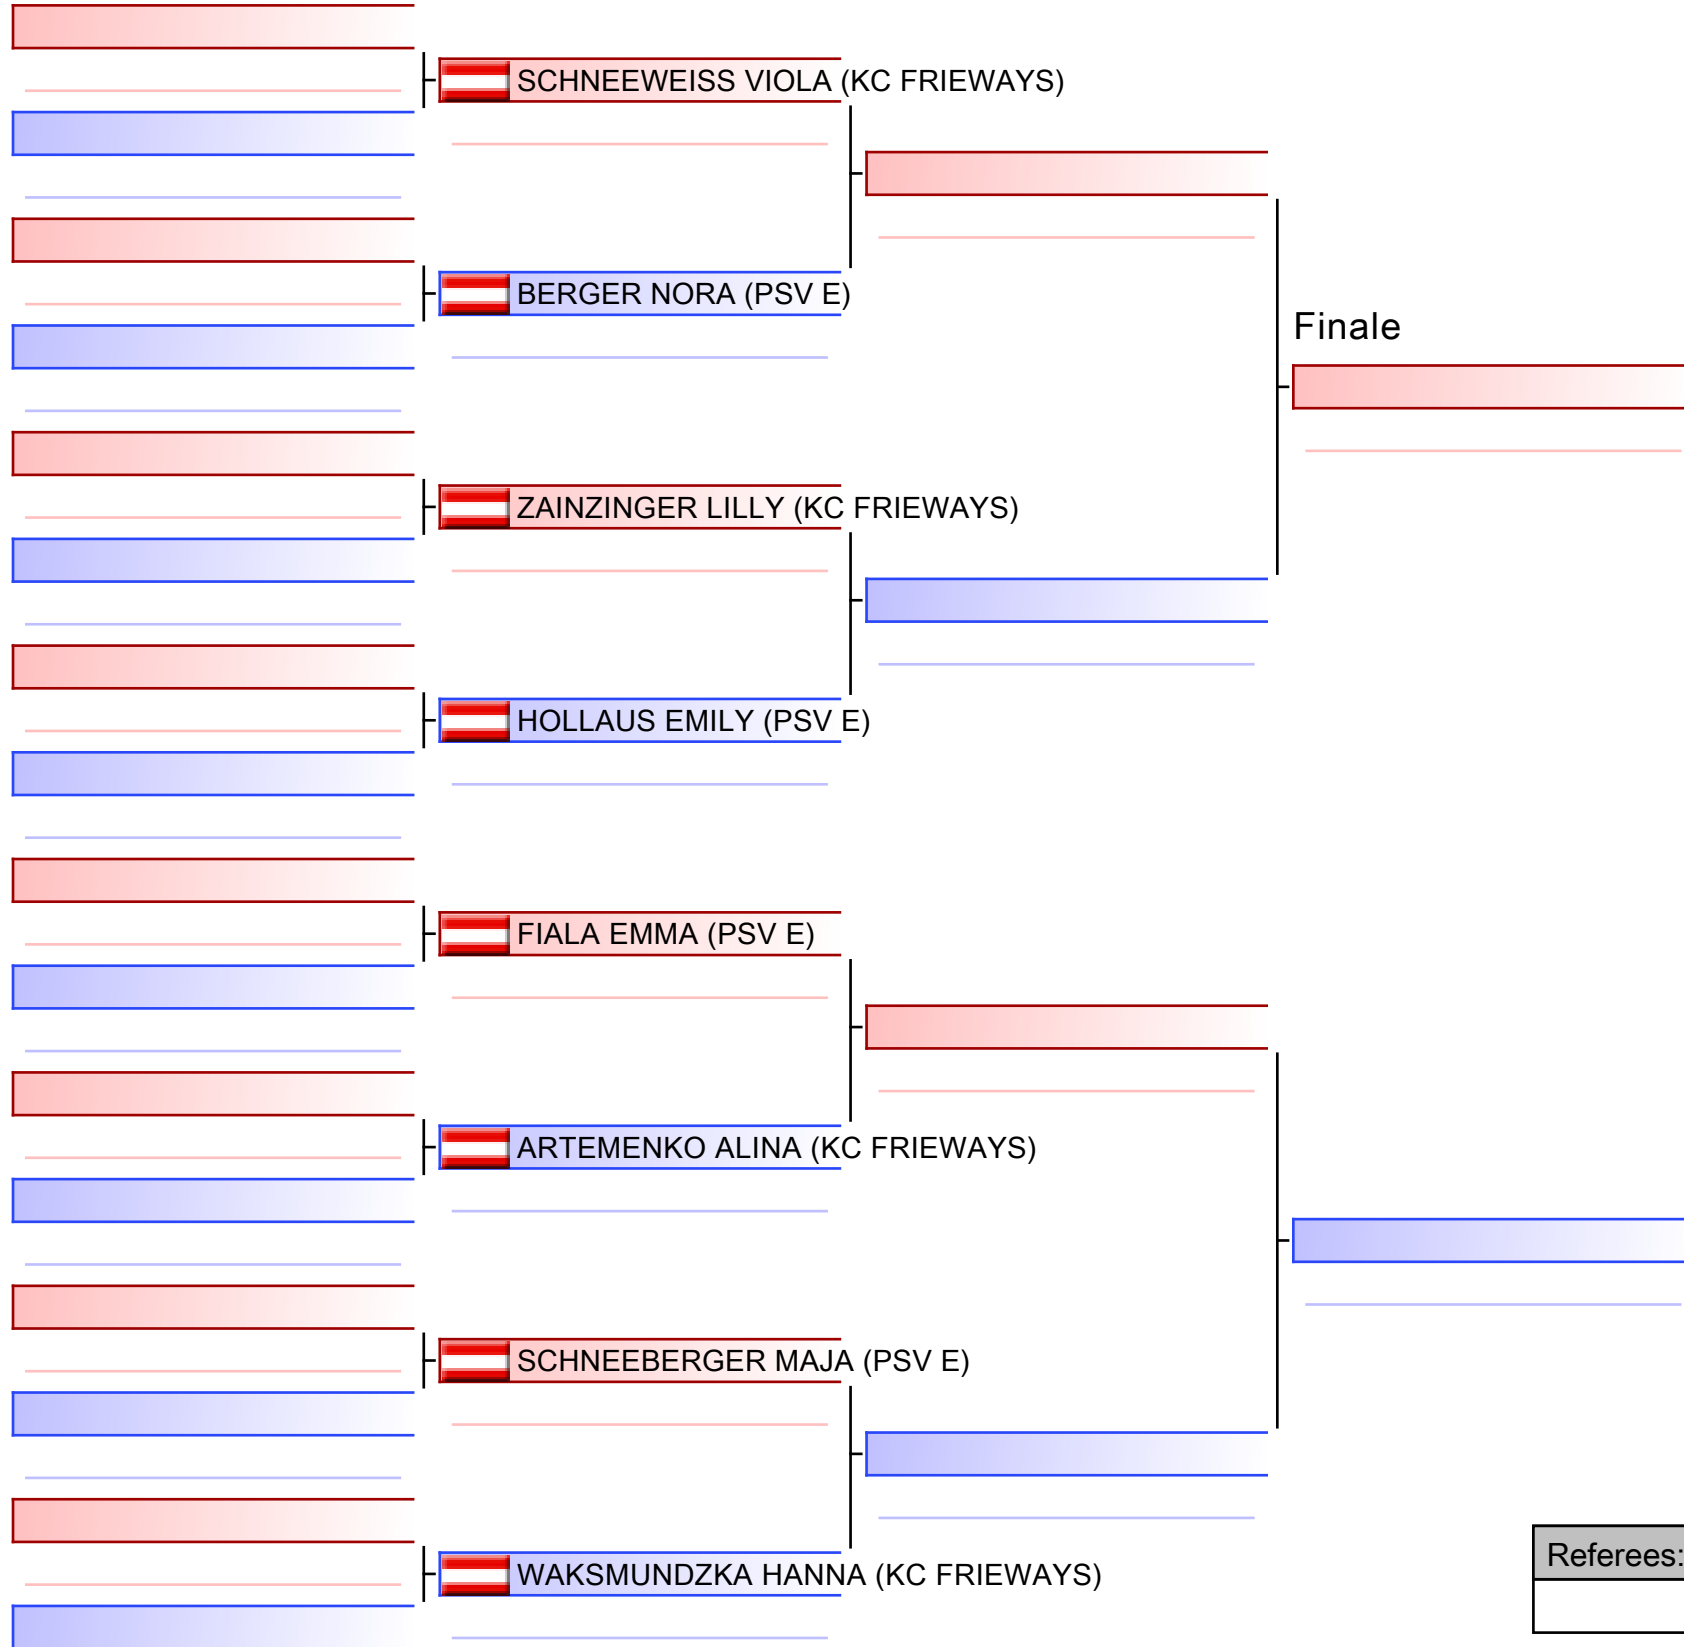 SCHNEEWEISS VIOLA (KC FRIEWAYS)
BERGER NORA (PSV E)
Finale
ZAINZINGER LILLY (KC FRIEWAYS)
HOLLAUS EMILY (PSV E)
FIALA EMMA (PSV E)
ARTEMENKO ALINA (KC FRIEWAYS)
SCHNEEBERGER MAJA (PSV E)
Referees:
WAKSMUNDZKA HANNA (KC FRIEWAYS)